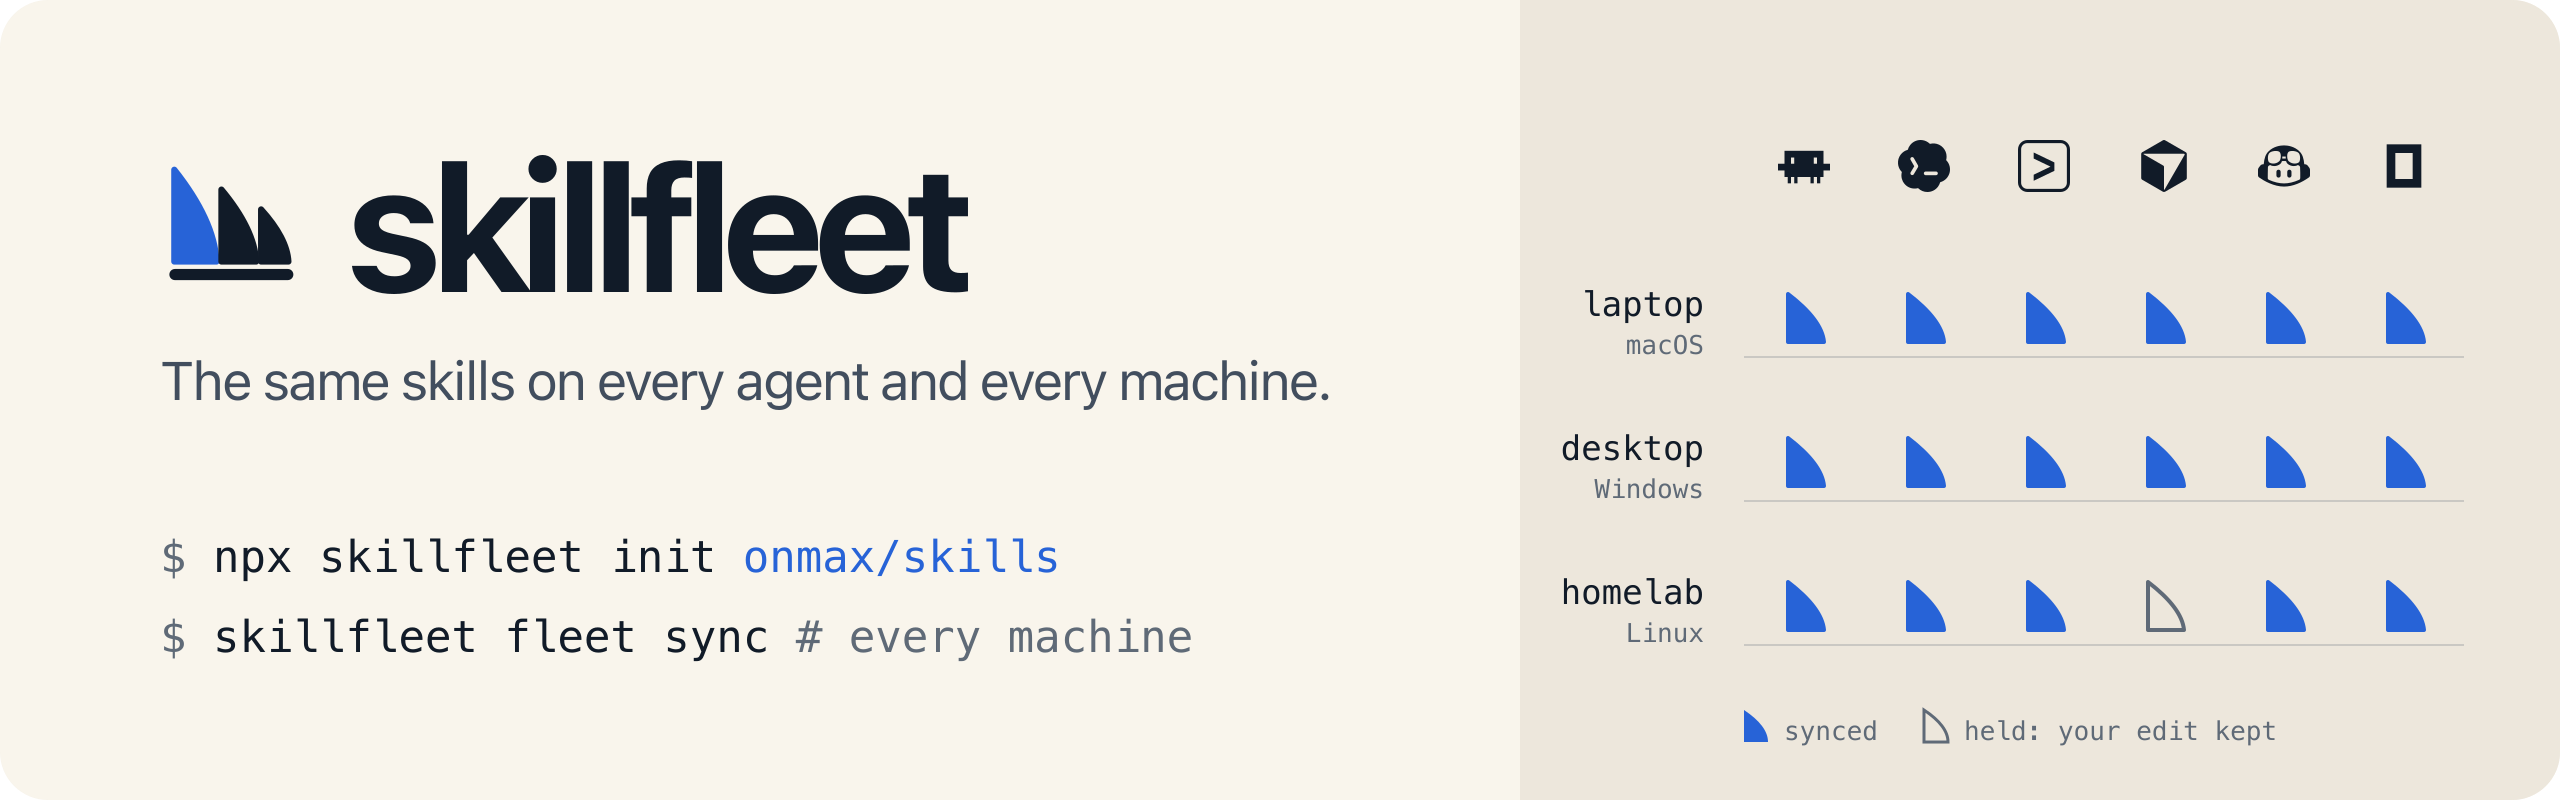 skillfleet
The same skills on every agent and every machine.
$ npx skillfleet init onmax/skills
$ skillfleet fleet sync # every machine
laptop
macOS
desktop
Windows
homelab
Linux
synced
held: your edit kept